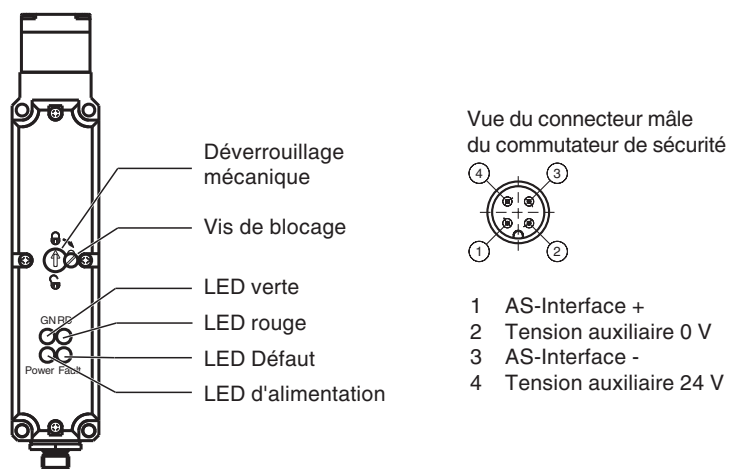 Déverrouillage
mécanique
Vis de blocage
LED verte
LED rouge
LED Défaut
LED d'alimentation
GN RD
Power Fault
Vue du connecteur mâle
du commutateur de sécurité
4 3
1 2
1 AS-Interface +
2 Tension auxiliaire 0 V
3 AS-Interface -
4 Tension auxiliaire 24 V